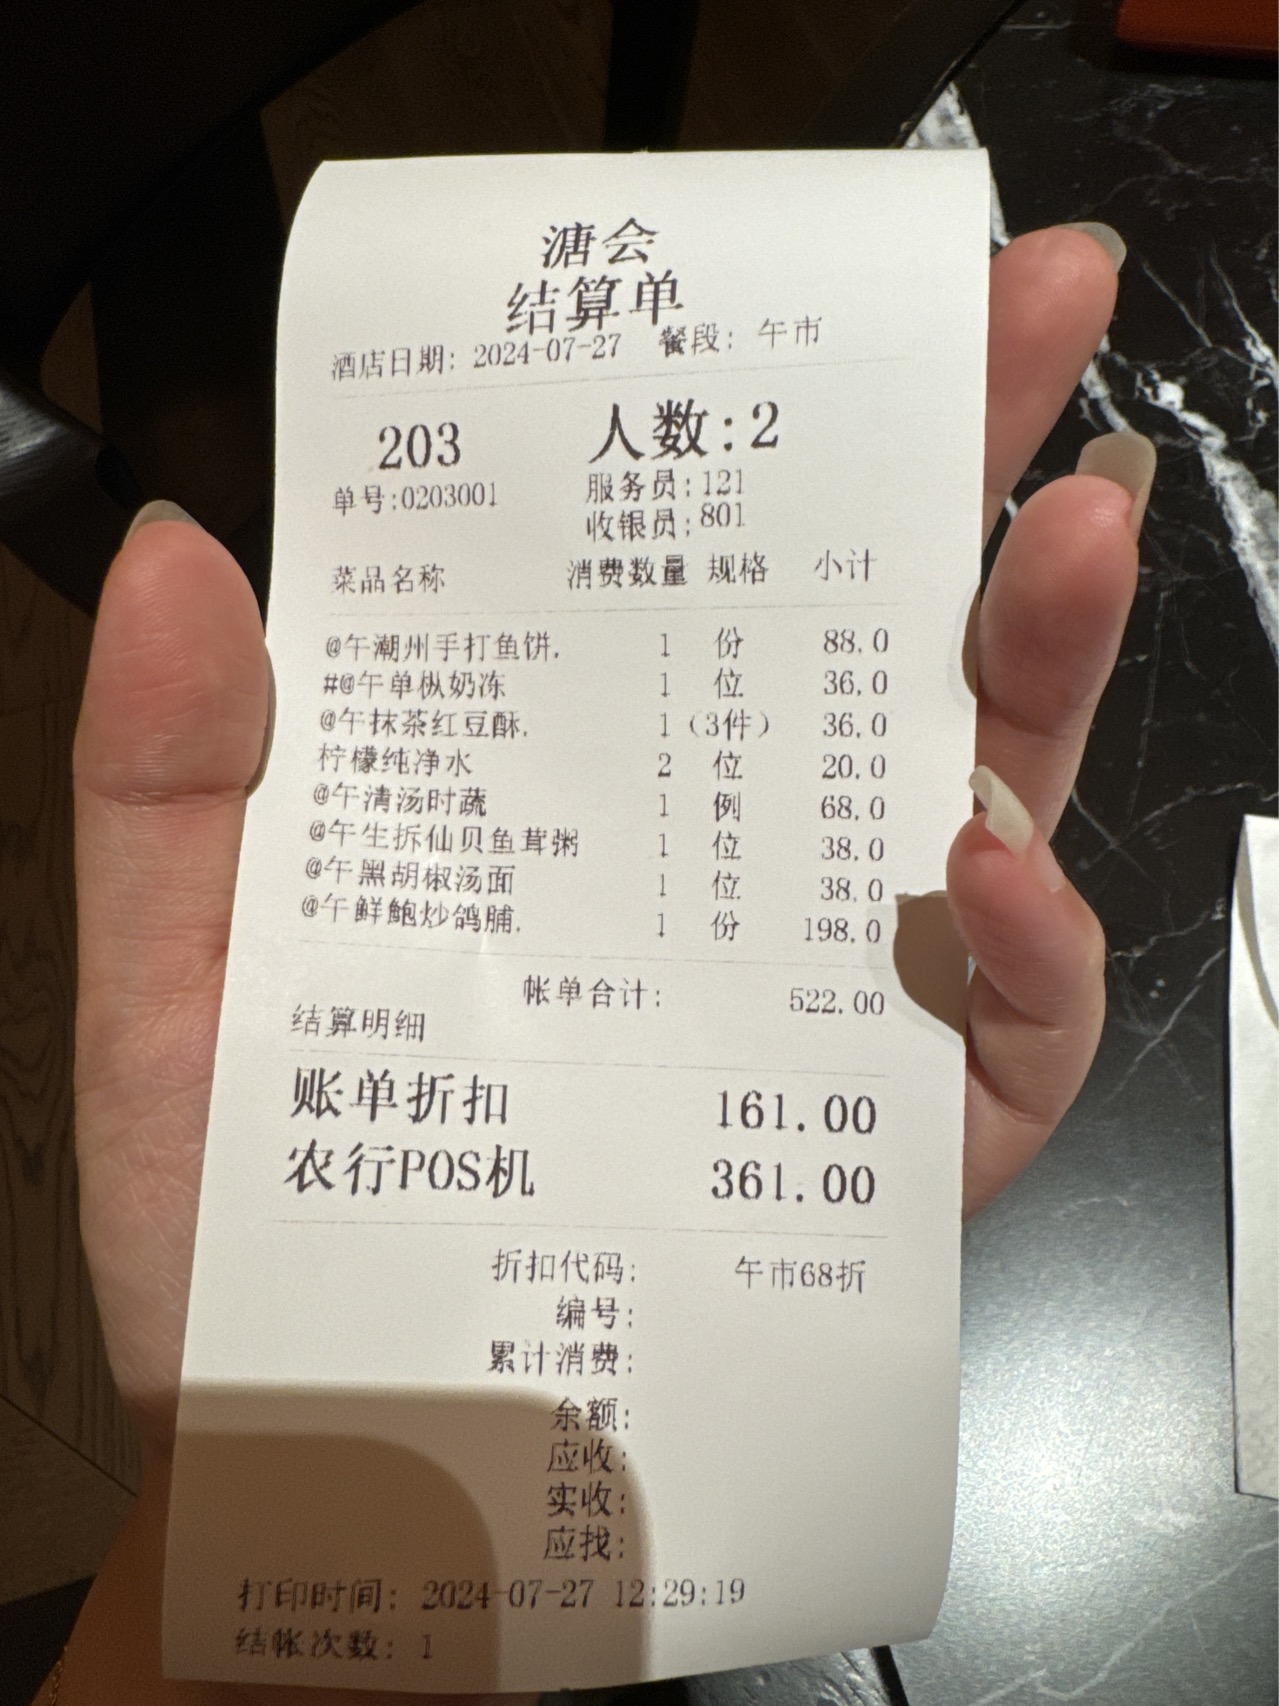 溏会
结算单
酒店日期: 2024-07-27 餐段: 午市
203 人数:2
单号:0203001 服务员:121
收银员:801
菜品名称 消费数量 规格 小计
@午潮州手打鱼饼. 1 份 88.0
#@午单枞奶冻 1 位 36.0
@午抹茶红豆酥. 1 (3件) 36.0
柠檬纯净水 2 位 20.0
@午清汤时蔬 1 例 68.0
@午生拆仙贝鱼茸粥 1 位 38.0
@午黑胡椒汤面 1 位 38.0
@午鲜鲍炒鸽脯. 1 份 198.0
帐单合计: 522.00
结算明细
账单折扣 161.00
农行POS机 361.00
折扣代码: 午市68折
编号:
累计消费:
余额:
应收:
实收:
应找:
打印时间: 2024-07-27 12:29:19
结帐次数: 1